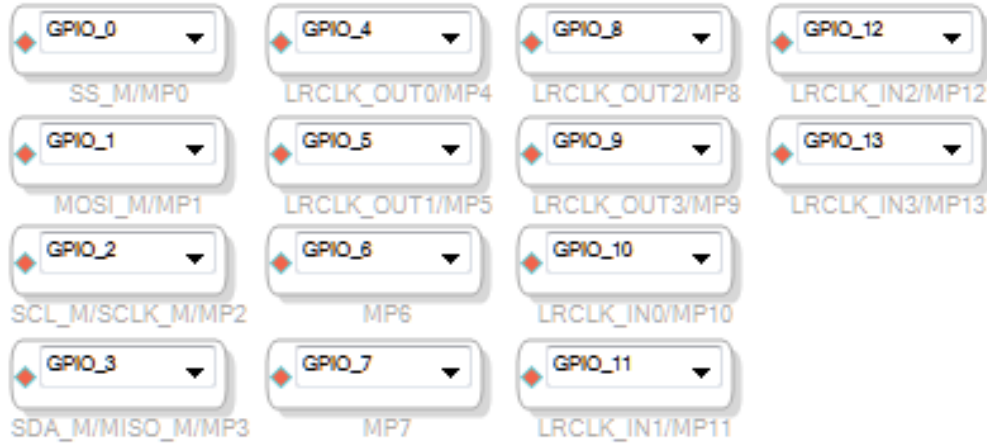 GPIO_0
SS_M/MP0
GPIO_1
MOSI_M/MP1
GPIO_2
SCL_M/SCLK_M/MP2
GPIO_3
SDA_M/MISO_M/MP3
GPIO_4
LRCLK_OUT0/MP4
GPIO_5
LRCLK_OUT1/MP5
GPIO_6
MP6
GPIO_7
MP7
GPIO_8
LRCLK_OUT2/MP8
GPIO_9
LRCLK_OUT3/MP9
GPIO_10
LRCLK_IN0/MP10
GPIO_11
LRCLK_IN1/MP11
GPIO_12
LRCLK_IN2/MP12
GPIO_13
LRCLK_IN3/MP13